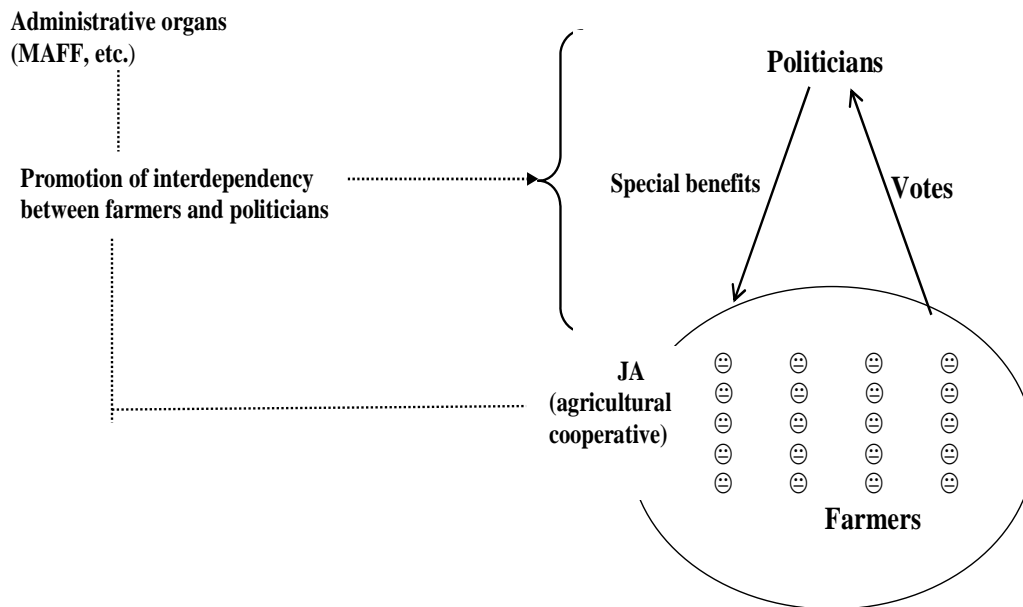 Administrative organs
(MAFF, etc.)
Politicians
Promotion of interdependency
between farmers and politicians
Special benefits
Votes
JA
(agricultural
cooperative)
Farmers